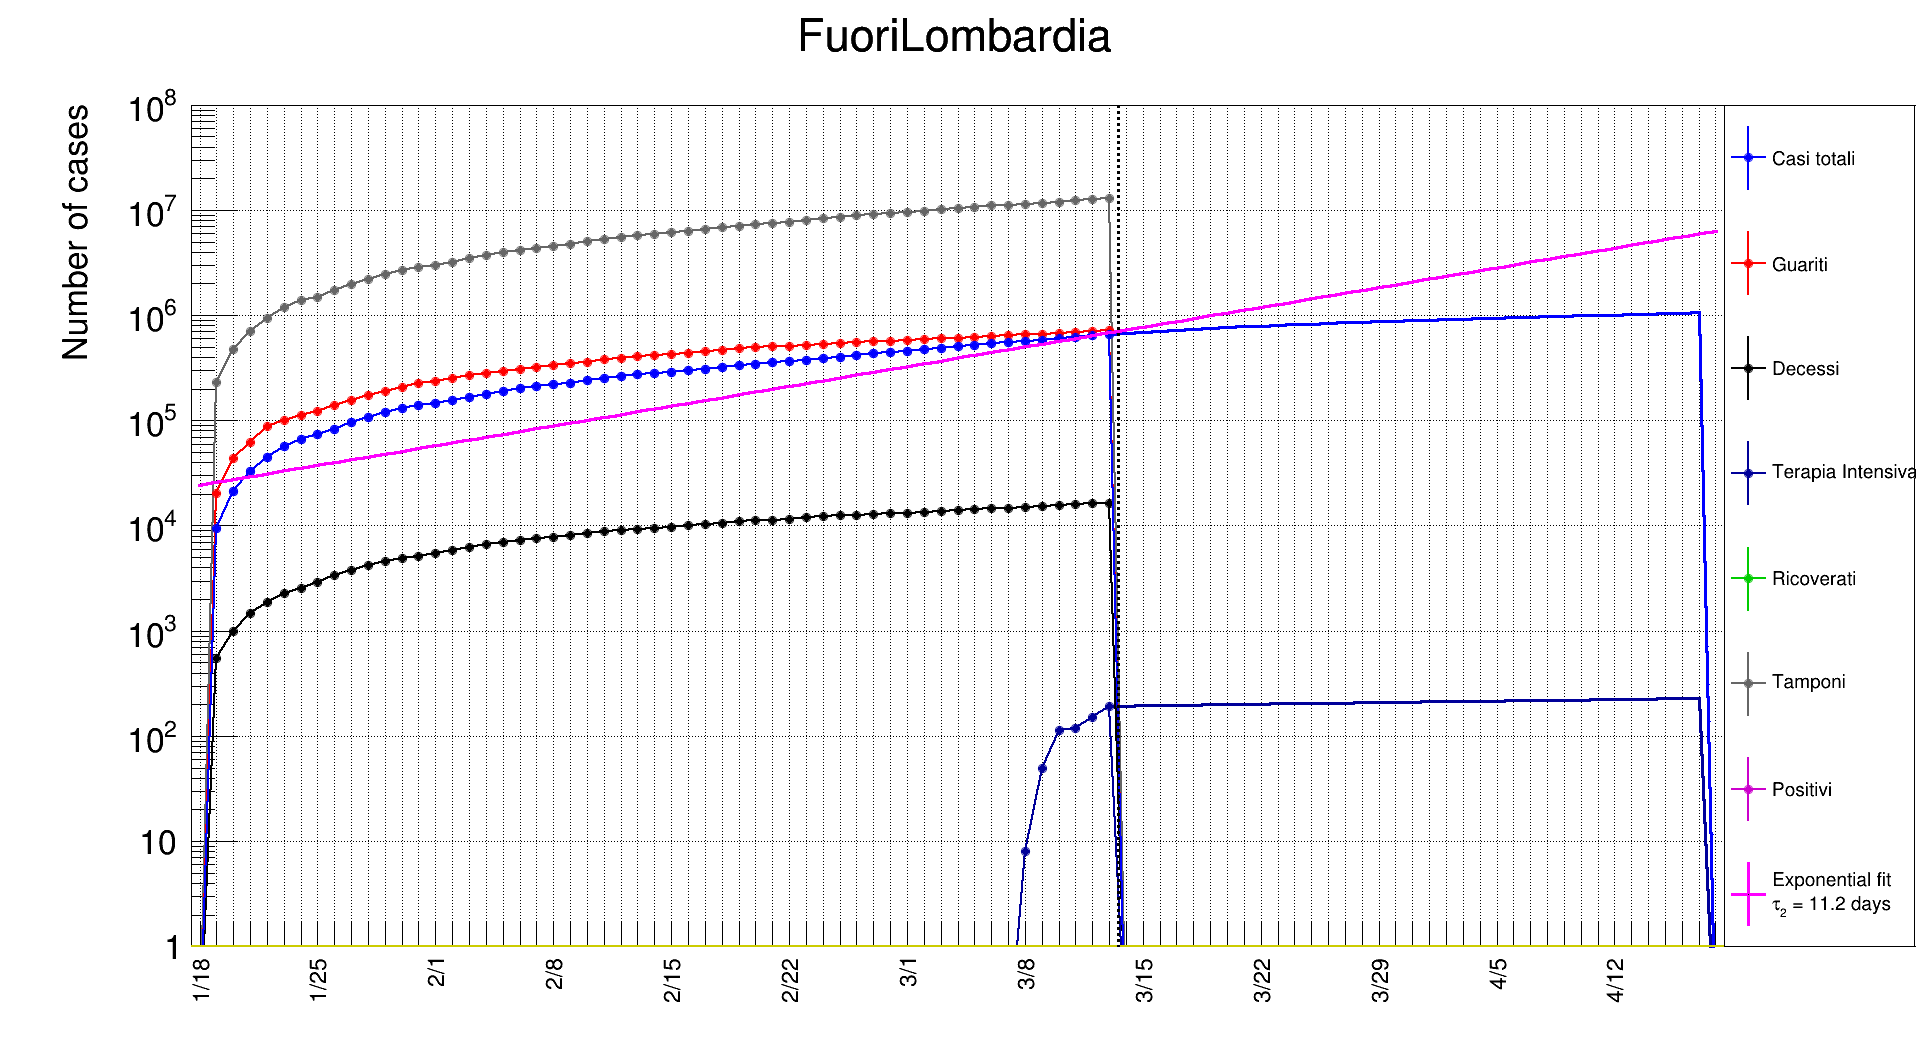 FuoriLombardia
Number of cases
10^8
10^7
10^6
10^5
10^4
10^3
10^2
10
1
1/18 1/25 2/1 2/8 2/15 2/22 3/1 3/8 3/15 3/22 3/29 4/5 4/12
Casi totali
Guariti
Decessi
Terapia Intensiva
Ricoverati
Tamponi
Positivi
Exponential fit
τ_2 = 11.2 days